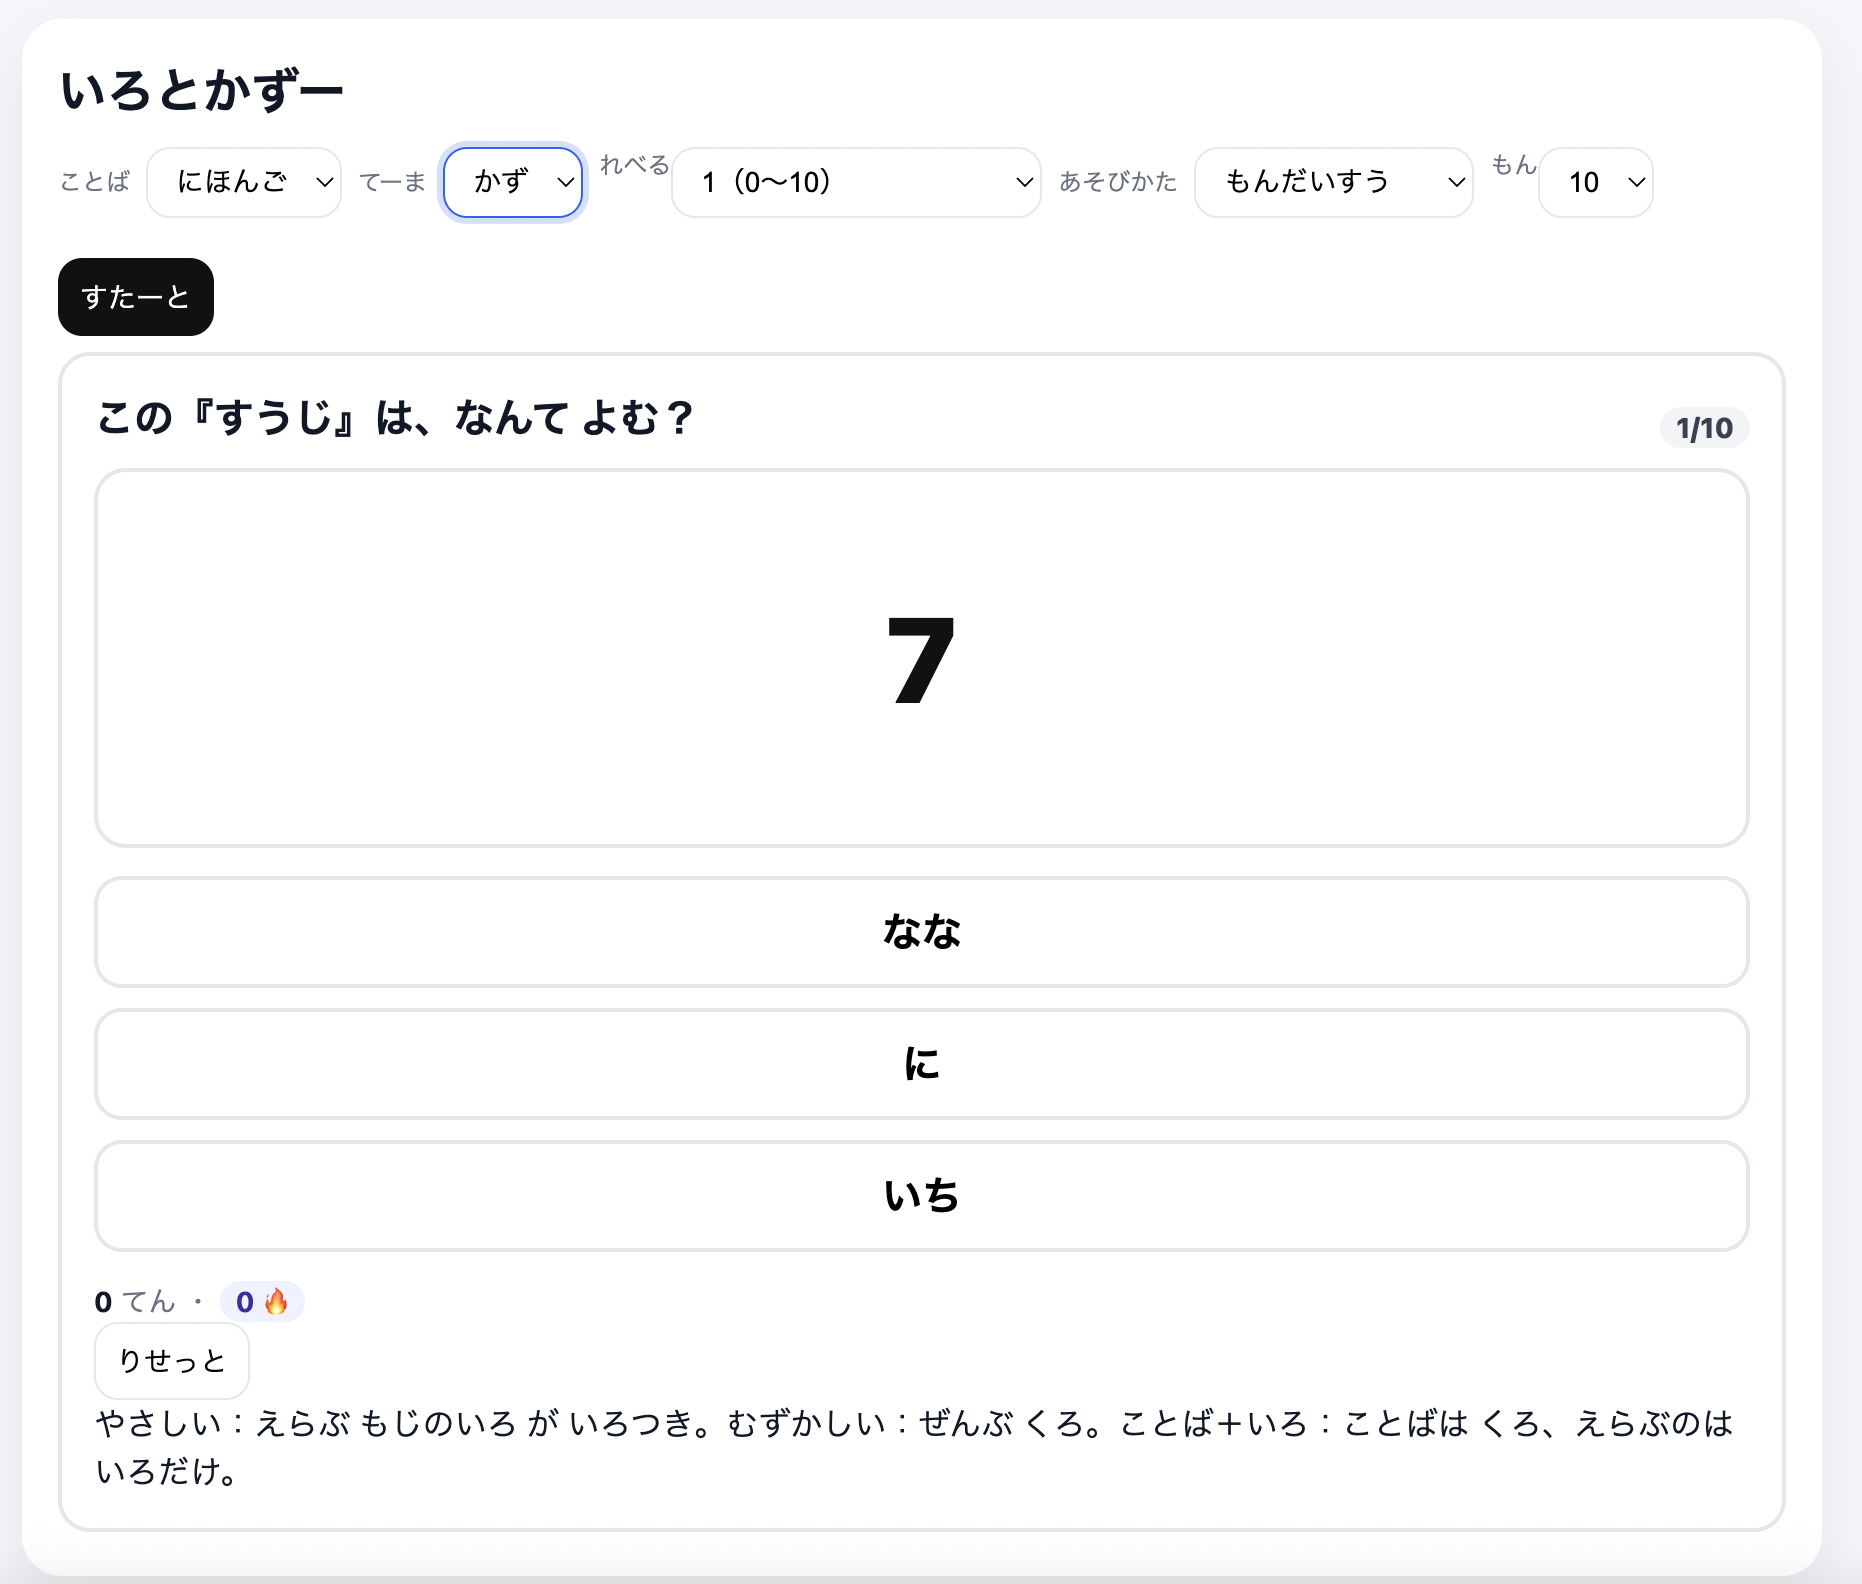 いろとかずー
ことば にほんご てーま かず れべる 1（0〜10） あそびかた もんだいすう もん 10
すたーと
この『すうじ』は、なんて よむ？ 1/10
7
なな
に
いち
0 てん · 0 🔥
りせっと
やさしい：えらぶ もじのいろ が いろつき。むずかしい：ぜんぶ くろ。ことば＋いろ：ことばは くろ、えらぶのは
いろだけ。